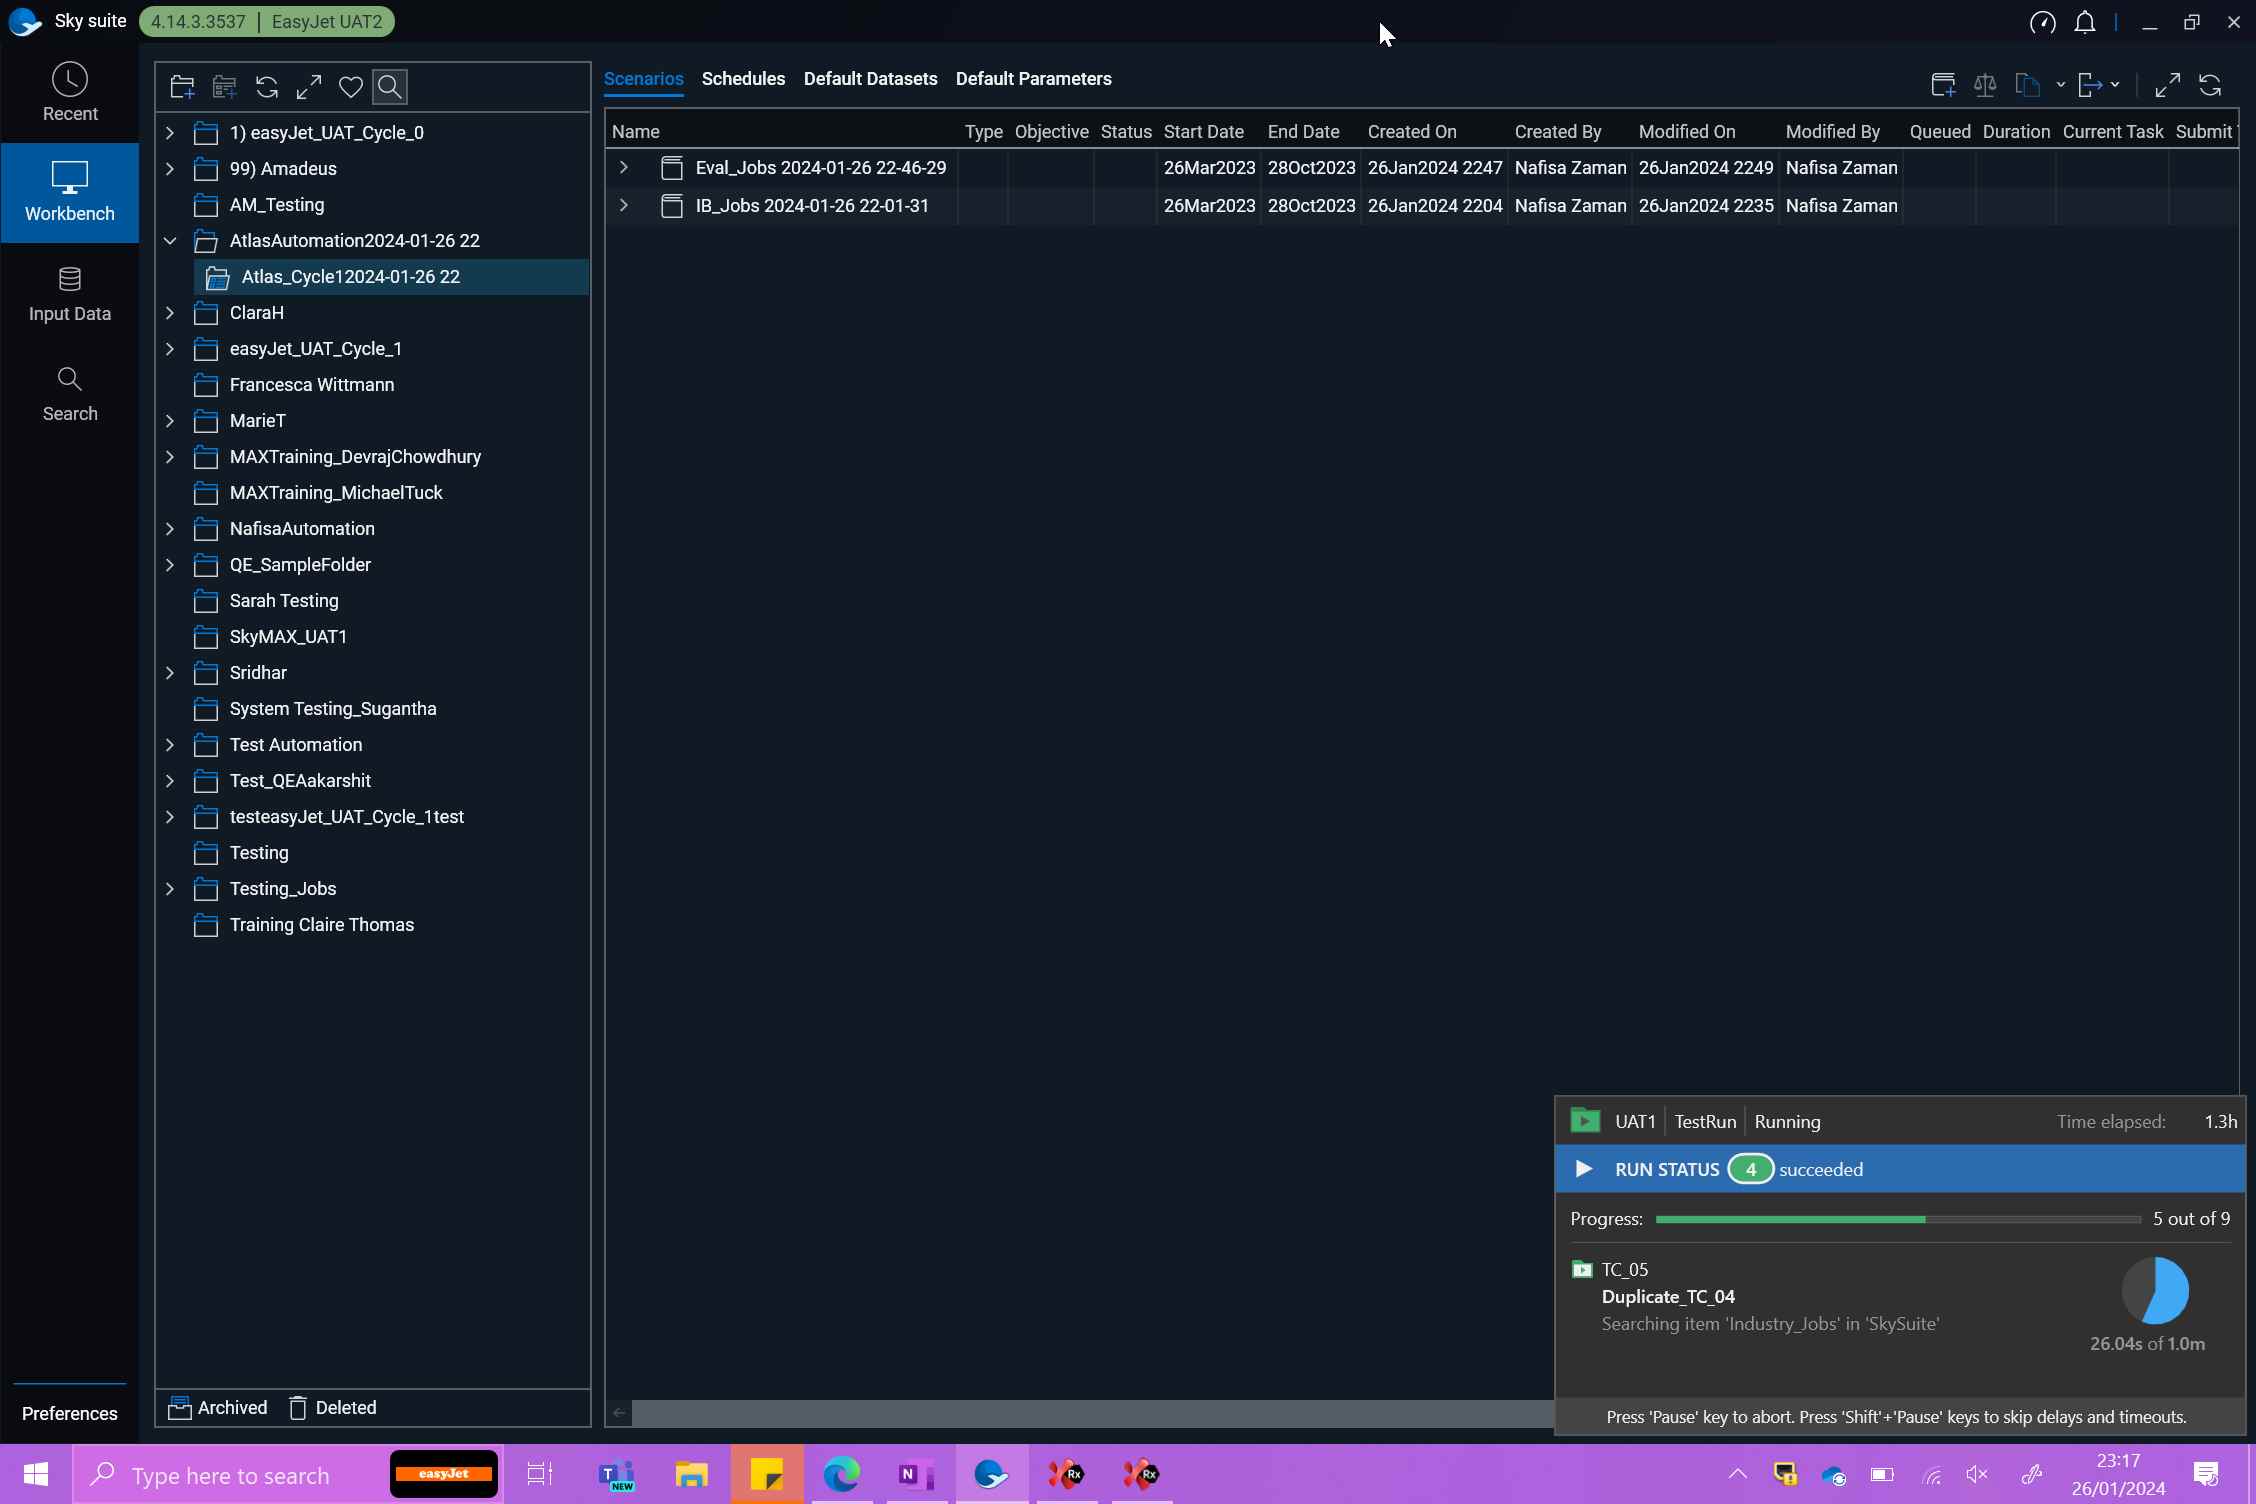 Sky suite 4.14.3.3537 | EasyJet UAT2
Recent
Workbench
Input Data
Search
Preferences
1) easyJet_UAT_Cycle_0
99) Amadeus
AM_Testing
AtlasAutomation2024-01-26 22
Atlas_Cycle12024-01-26 22
ClaraH
easyJet_UAT_Cycle_1
Francesca Wittmann
MarieT
MAXTraining_DevrajChowdhury
MAXTraining_MichaelTuck
NafisaAutomation
QE_SampleFolder
Sarah Testing
SkyMAX_UAT1
Sridhar
System Testing_Sugantha
Test Automation
Test_QEAakarshit
testeasyJet_UAT_Cycle_1test
Testing
Testing_Jobs
Training Claire Thomas
Archived Deleted
Scenarios Schedules Default Datasets Default Parameters
Name Type Objective Status Start Date End Date Created On Created By Modified On Modified By Queued Duration Current Task Submit
Eval_Jobs 2024-01-26 22-46-29 26Mar2023 28Oct2023 26Jan2024 2247 Nafisa Zaman 26Jan2024 2249 Nafisa Zaman
IB_Jobs 2024-01-26 22-01-31 26Mar2023 28Oct2023 26Jan2024 2204 Nafisa Zaman 26Jan2024 2235 Nafisa Zaman
UAT1 | TestRun | Running Time elapsed: 1.3h
RUN STATUS 4 succeeded
Progress: 5 out of 9
TC_05
Duplicate_TC_04
Searching item 'Industry_Jobs' in 'SkySuite'
26.04s of 1.0m
Press 'Pause' key to abort. Press 'Shift'+'Pause' keys to skip delays and timeouts.
Type here to search easyJet
T NEW
N
Rx
Rx
23:17
26/01/2024